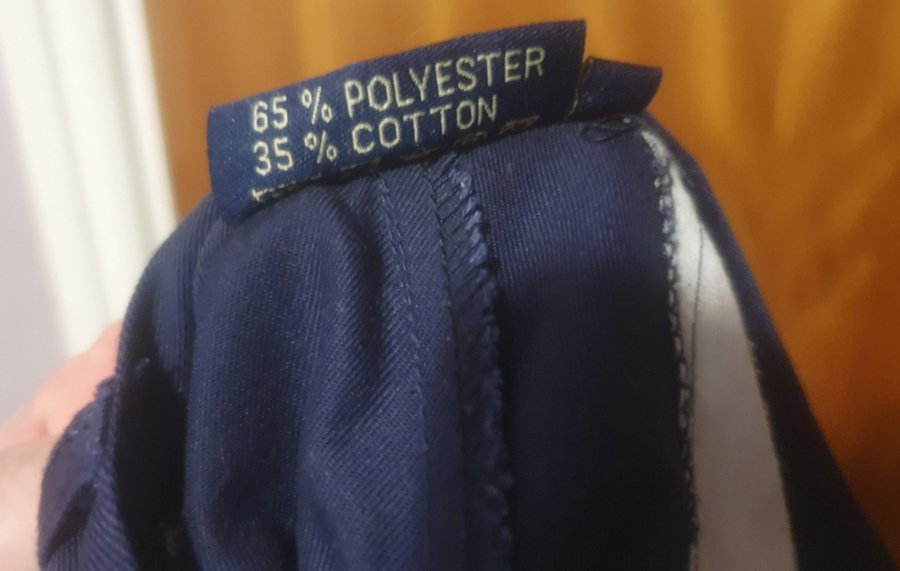 65 % POLYESTER
35 % COTTON